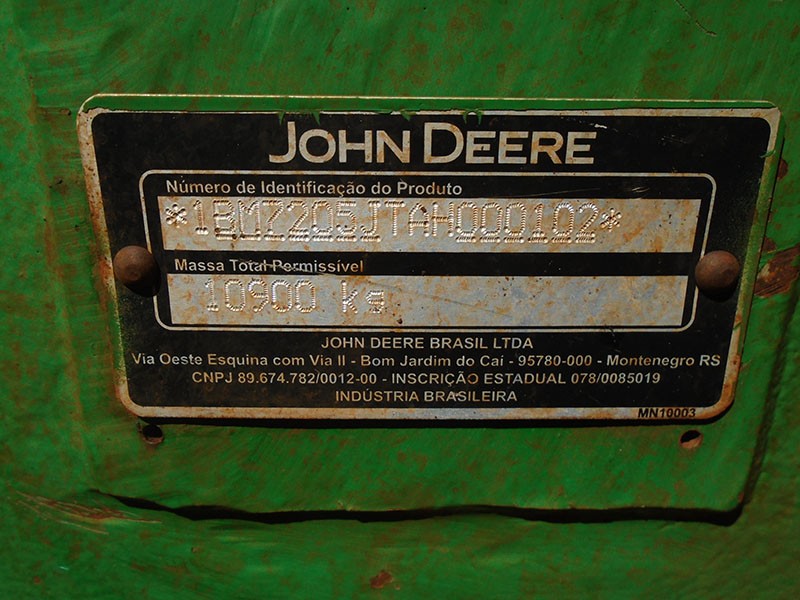 JOHN DEERE
Número de Identificação do Produto
*1BM7205JTAH000102*
Massa Total Permissível
10900 kg
JOHN DEERE BRASIL LTDA
Via Oeste Esquina com Via II - Bom Jardim do Caí - 95780-000 - Montenegro RS
CNPJ 89.674.782/0012-00 - INSCRIÇÃO ESTADUAL 078/0085019
INDÚSTRIA BRASILEIRA
MN10003